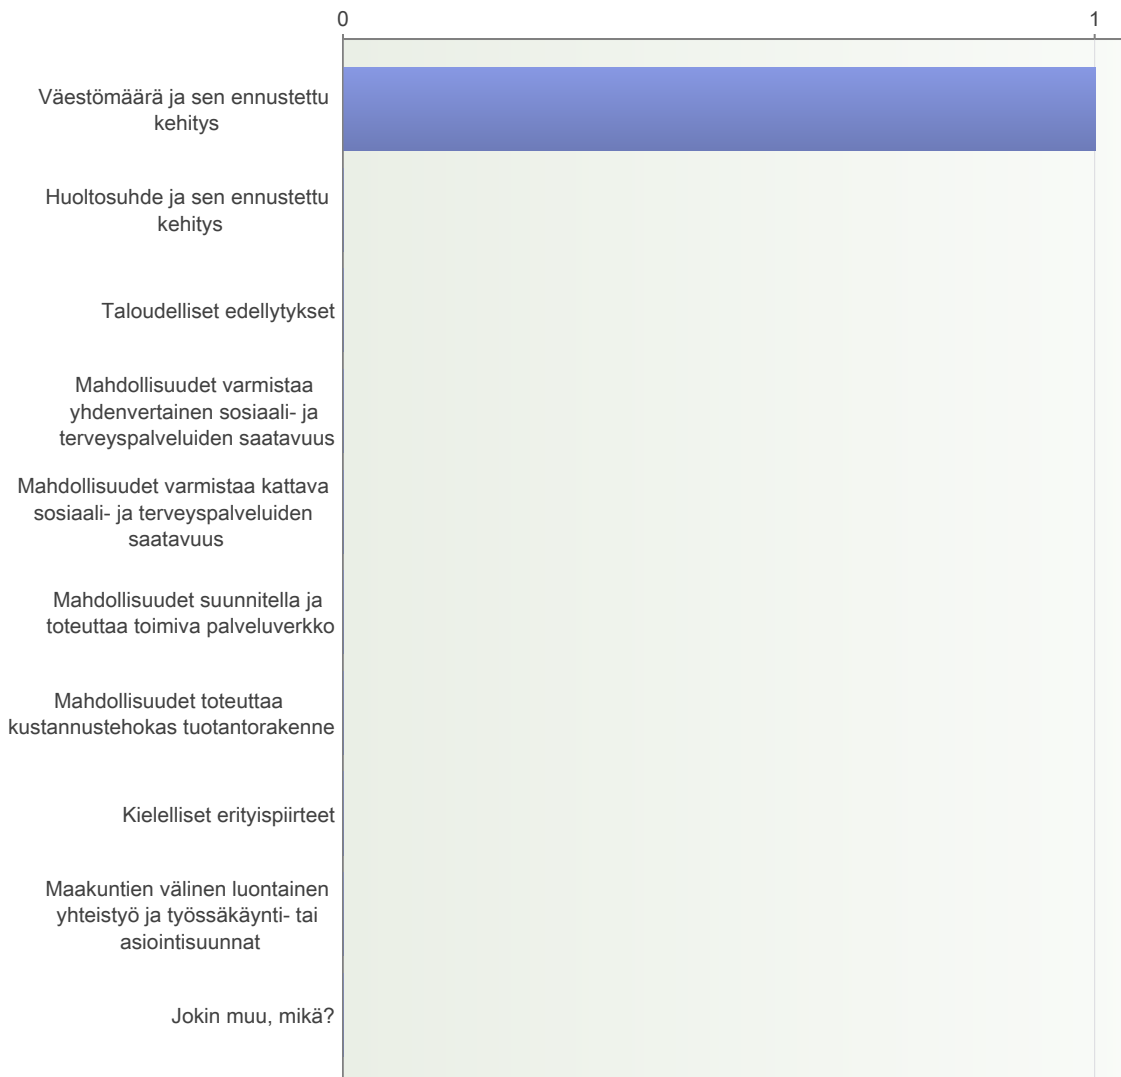 0 1
Väestömäärä ja sen ennustettu
kehitys
Huoltosuhde ja sen ennustettu
kehitys
Taloudelliset edellytykset
Mahdollisuudet varmistaa
yhdenvertainen sosiaali- ja
terveyspalveluiden saatavuus
Mahdollisuudet varmistaa kattava
sosiaali- ja terveyspalveluiden
saatavuus
Mahdollisuudet suunnitella ja
toteuttaa toimiva palveluverkko
Mahdollisuudet toteuttaa
kustannustehokas tuotantorakenne
Kielelliset erityispiirteet
Maakuntien välinen luontainen
yhteistyö ja työssäkäynti- tai
asiointisuunnat
Jokin muu, mikä?